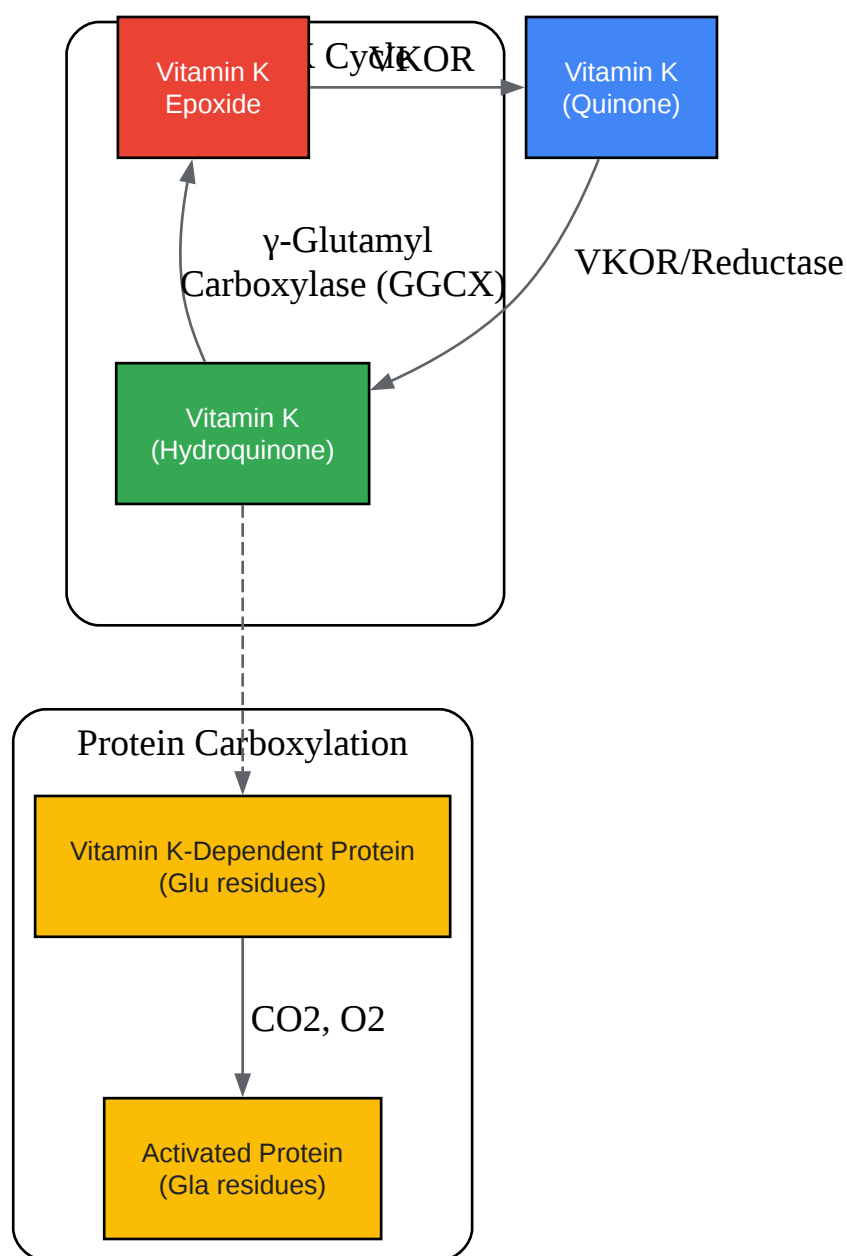 Vitamin K
Epoxide
Cycle
VKOR
Vitamin K
(Quinone)
γ-Glutamyl
Carboxylase (GGCX)
VKOR/Reductase
Vitamin K
(Hydroquinone)
Protein Carboxylation
Vitamin K-Dependent Protein
(Glu residues)
CO2, O2
Activated Protein
(Gla residues)